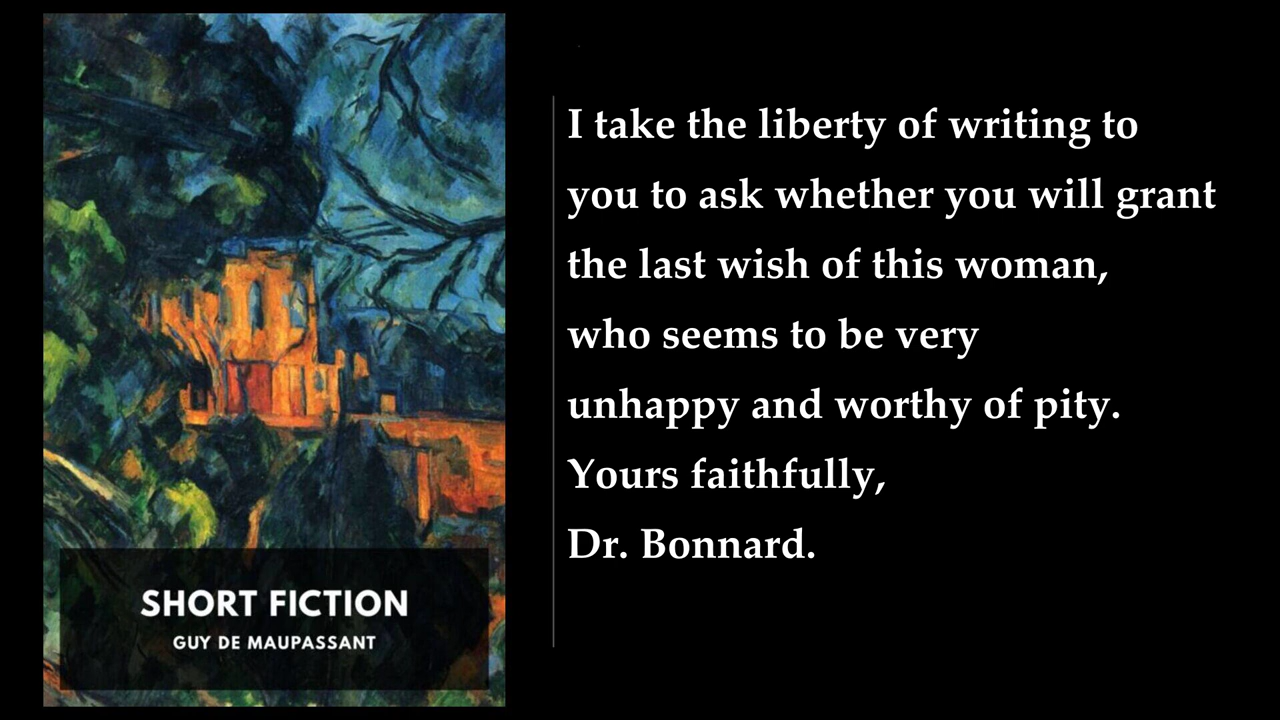 SHORT FICTION
GUY DE MAUPASSANT
I take the liberty of writing to
you to ask whether you will grant
the last wish of this woman,
who seems to be very
unhappy and worthy of pity.
Yours faithfully,
Dr. Bonnard.